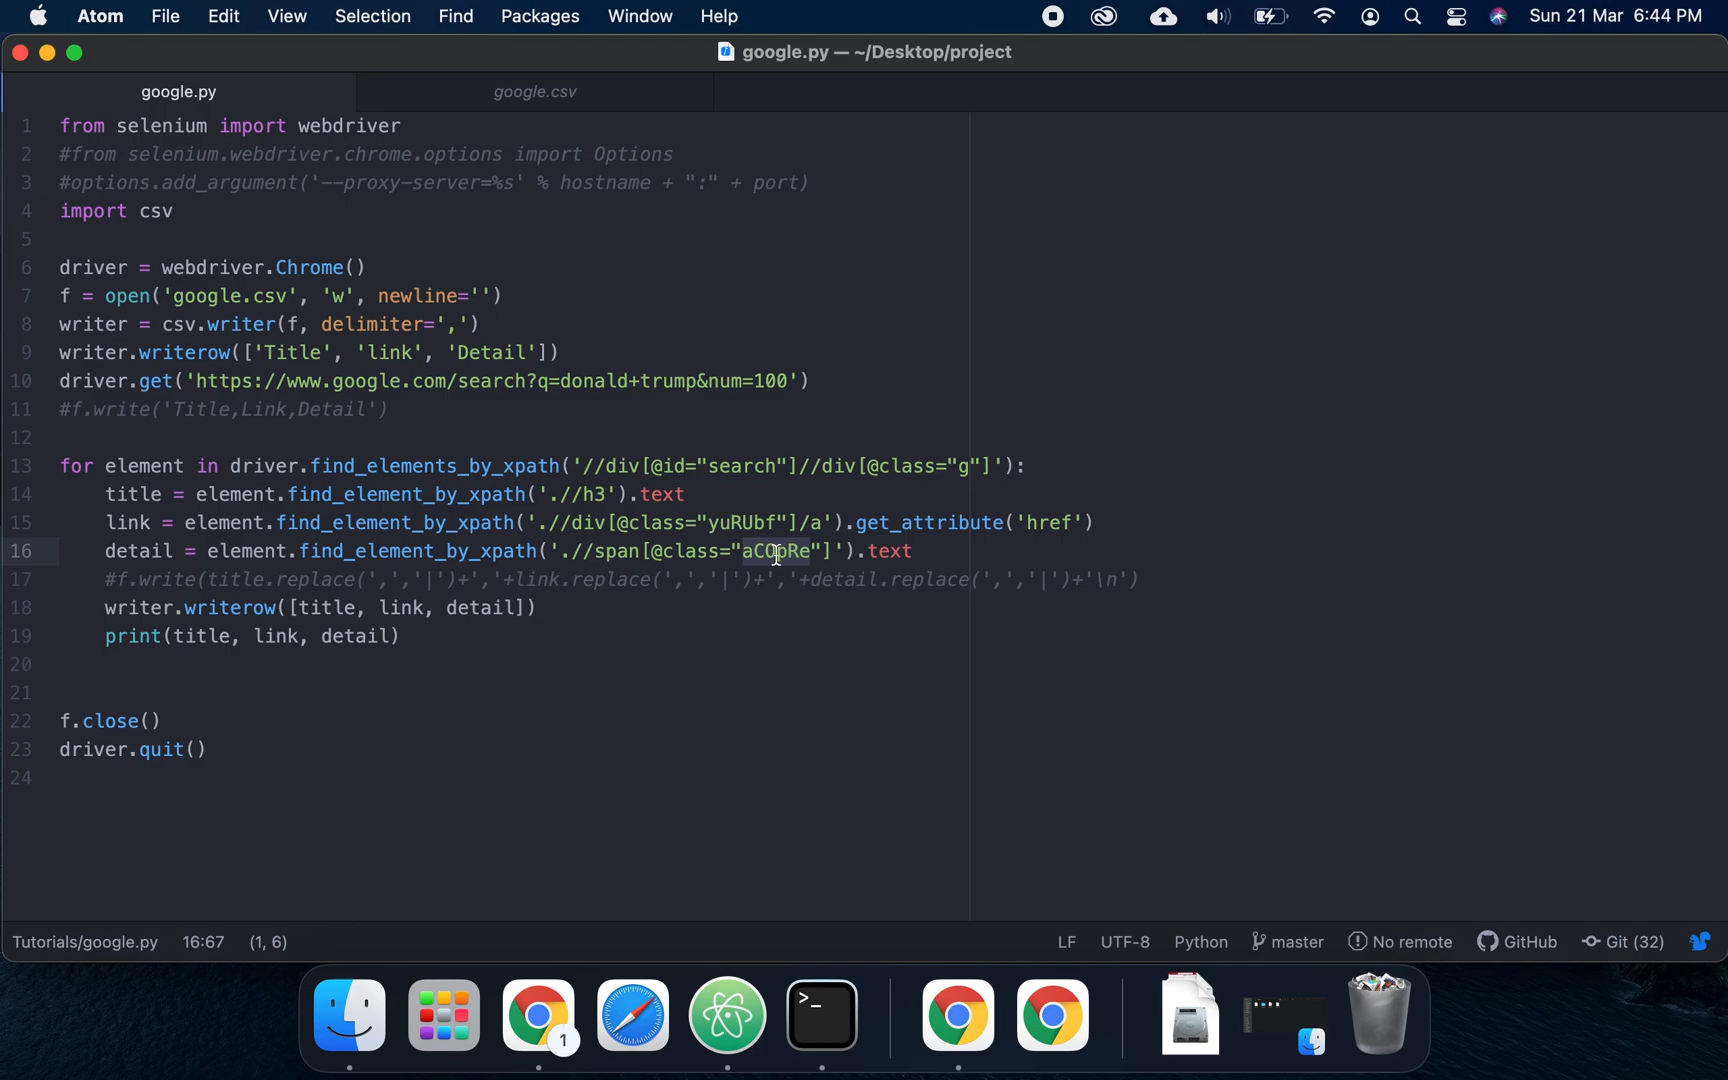 Atom File Edit View Selection Find Packages Window Help Sun 21 Mar 6:44 PM
google.py — ~/Desktop/project
google.py google.csv
1 from selenium import webdriver
2 #from selenium.webdriver.chrome.options import Options
3 #options.add_argument('--proxy-server=%s' % hostname + ":" + port)
4 import csv
5
6 driver = webdriver.Chrome()
7 f = open('google.csv', 'w', newline='')
8 writer = csv.writer(f, delimiter=',')
9 writer.writerow(['Title', 'link', 'Detail'])
10 driver.get('https://www.google.com/search?q=donald+trump&num=100')
11 #f.write('Title,Link,Detail')
12
13 for element in driver.find_elements_by_xpath('//div[@id="search"]//div[@class="g"]'):
14 title = element.find_element_by_xpath('.//h3').text
15 link = element.find_element_by_xpath('.//div[@class="yuRUbf"]/a').get_attribute('href')
16 detail = element.find_element_by_xpath('.//span[@class="aCOpRe"]').text
17 #f.write(title.replace(',','|')+','+link.replace(',','|')+','+detail.replace(',','|')+'\n')
18 writer.writerow([title, link, detail])
19 print(title, link, detail)
20
21
22 f.close()
23 driver.quit()
24
Tutorials/google.py 16:67 (1, 6) LF UTF-8 Python master No remote GitHub Git (32)
>_
1